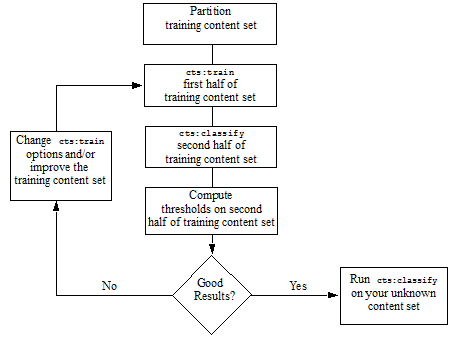 Partition
training content set
cts:train
first half of
training content set
cts:classify
second half of
training content set
Change cts:train
options and/or
improve the
training content set
Compute
thresholds on second
half of training content set
Good
Results?
No
Yes
Run cts:classify
on your unknown
content set